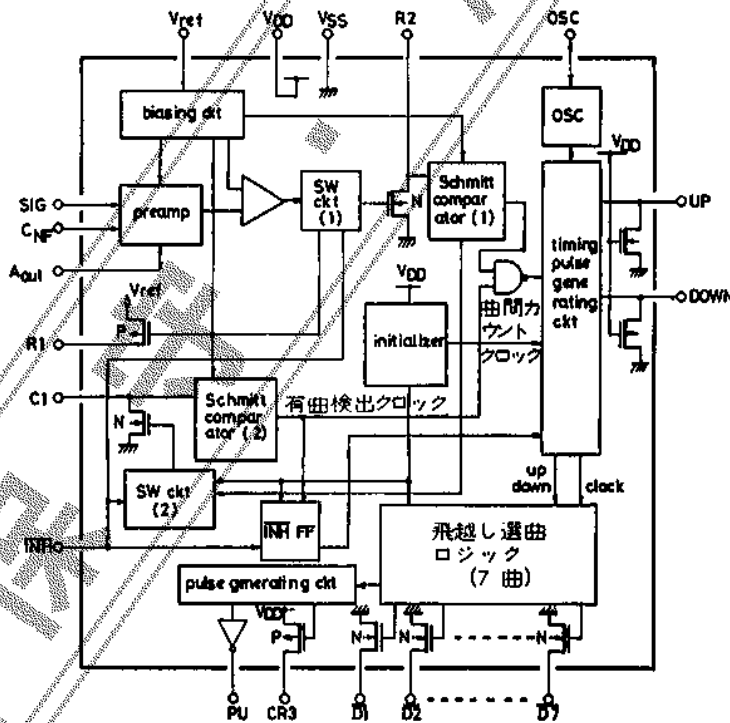 Vref VDD VSS R2 OSC
biasing ckt
OSC
VDD
SIG
CNF
Aout
preamp
SW
ckt
(1)
N
Schmitt
compar
ator (1)
UP
timing
pulse
gene
rating
ckt
DOWN
Vref
P
R1
VDD
initializer
曲間カ
ウント
クロック
C1
N
Schmitt
compar
ator (2)
有曲検出クロック
SW ckt
(2)
up
down
clock
INH
INH FF
飛越し選曲
ロジック
(7曲)
pulse generating ckt
VDD
P
N
N
N
PU CR3 D1 D2 D7